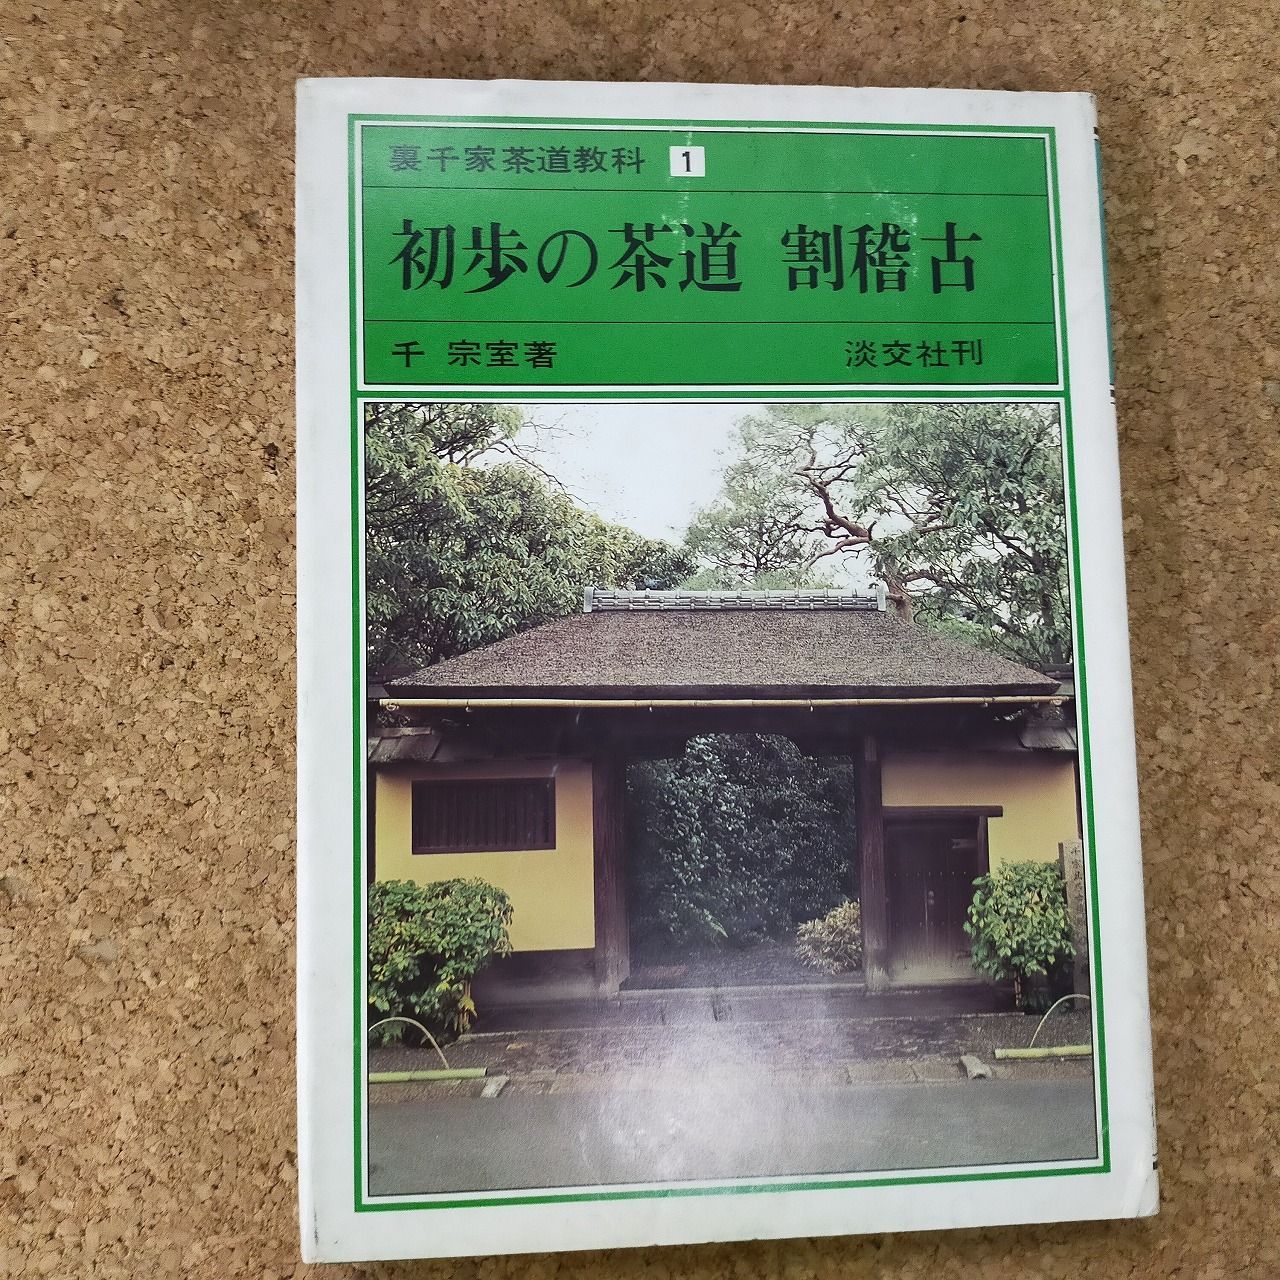 裏千家茶道教科 1
初歩の茶道 割稽古
千 宗室著 淡交社刊